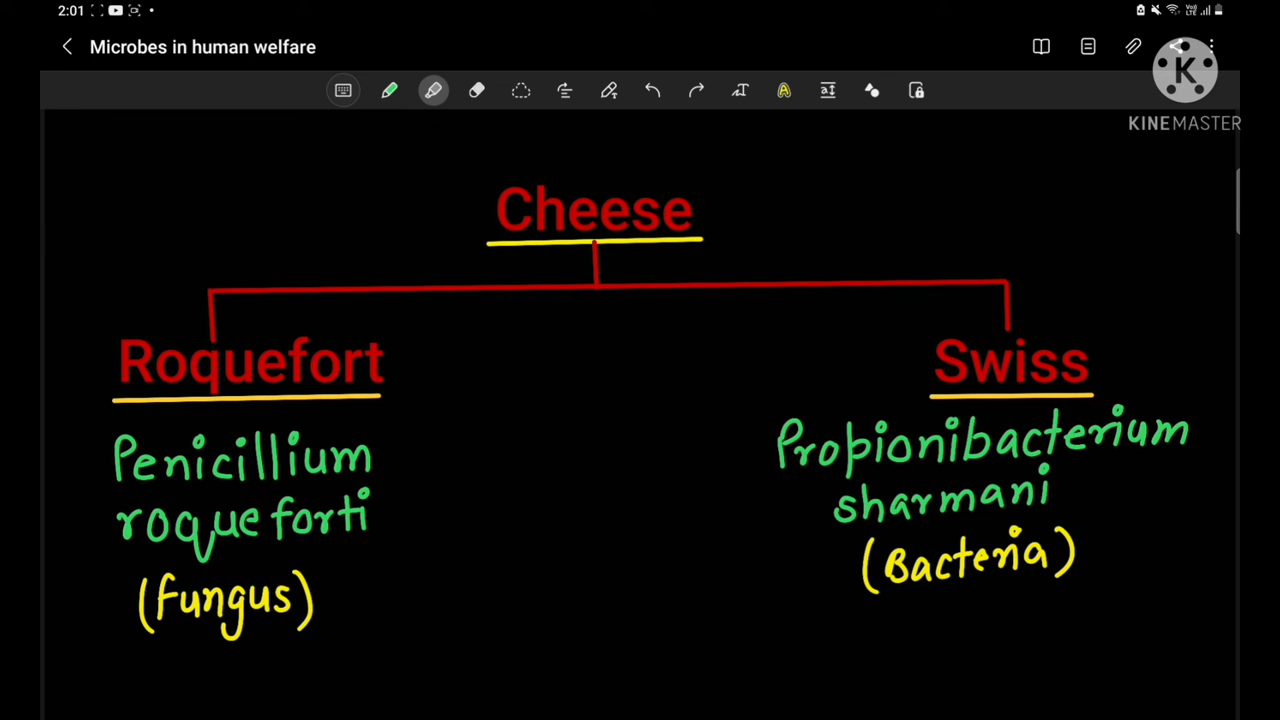 2:01
Microbes in human welfare
KINEMASTER
Cheese
Roquefort
Swiss
Penicillium
roqueforti
(Fungus)
Propionibacterium
sharmani
(Bacteria)